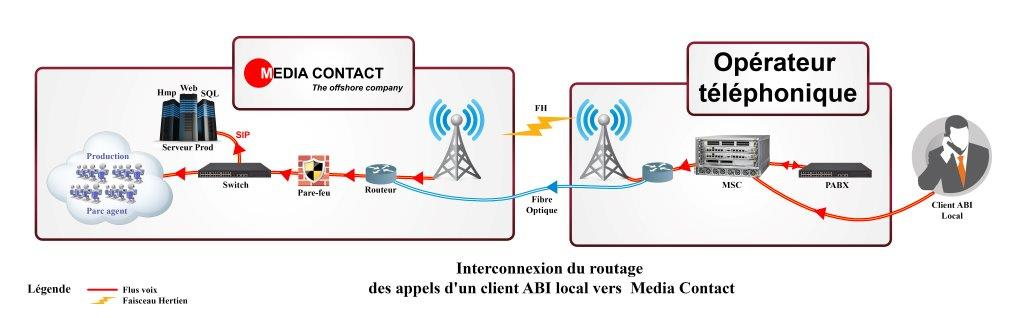 MEDIA CONTACT
The offshore company
Opérateur
téléphonique
Hmp Web SQL
SIP
Serveur Prod
Production
Parc agent
Switch
Pare-feu
Routeur
FH
Fibre
Optique
MSC
PABX
Client ABI
Local
Interconnexion du routage
des appels d'un client ABI local vers Media Contact
Légende
Flus voix
Faisceau Hertien